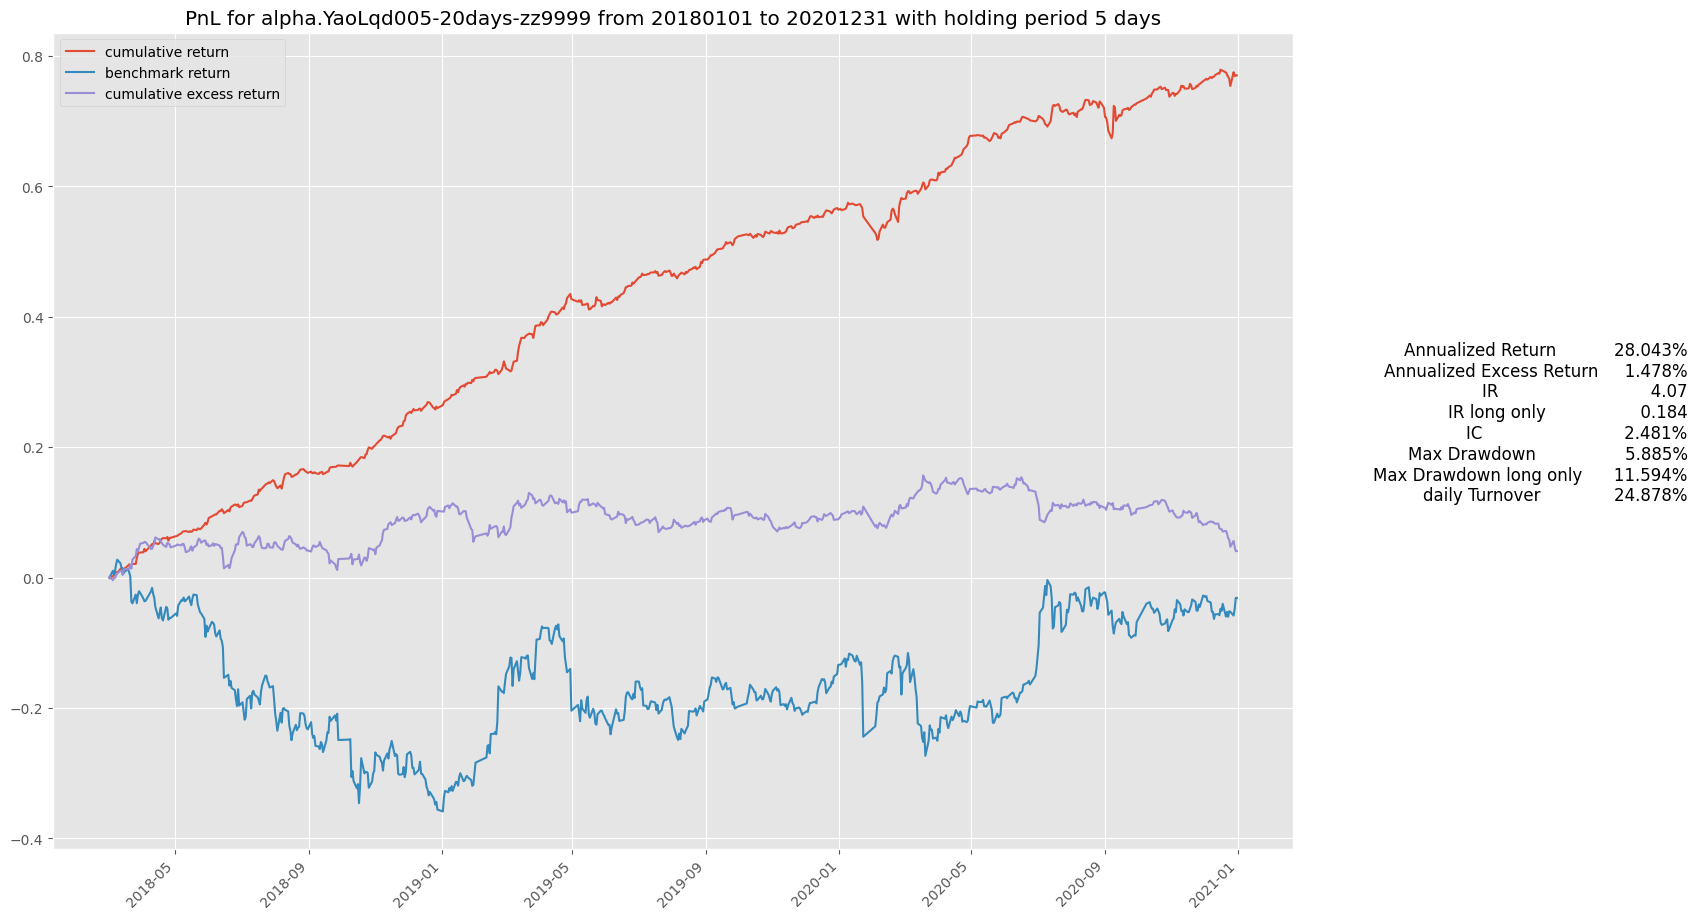 PnL for alpha.YaoLqd005-20days-zz9999 from 20180101 to 20201231 with holding period 5 days
cumulative return
benchmark return
cumulative excess return
0.8
0.6
0.4
0.2
0.0
−0.2
−0.4
2018-05
2018-09
2019-01
2019-05
2019-09
2020-01
2020-05
2020-09
2021-01
Annualized Return 28.043%
Annualized Excess Return 1.478%
IR 4.07
IR long only 0.184
IC 2.481%
Max Drawdown 5.885%
Max Drawdown long only 11.594%
daily Turnover 24.878%